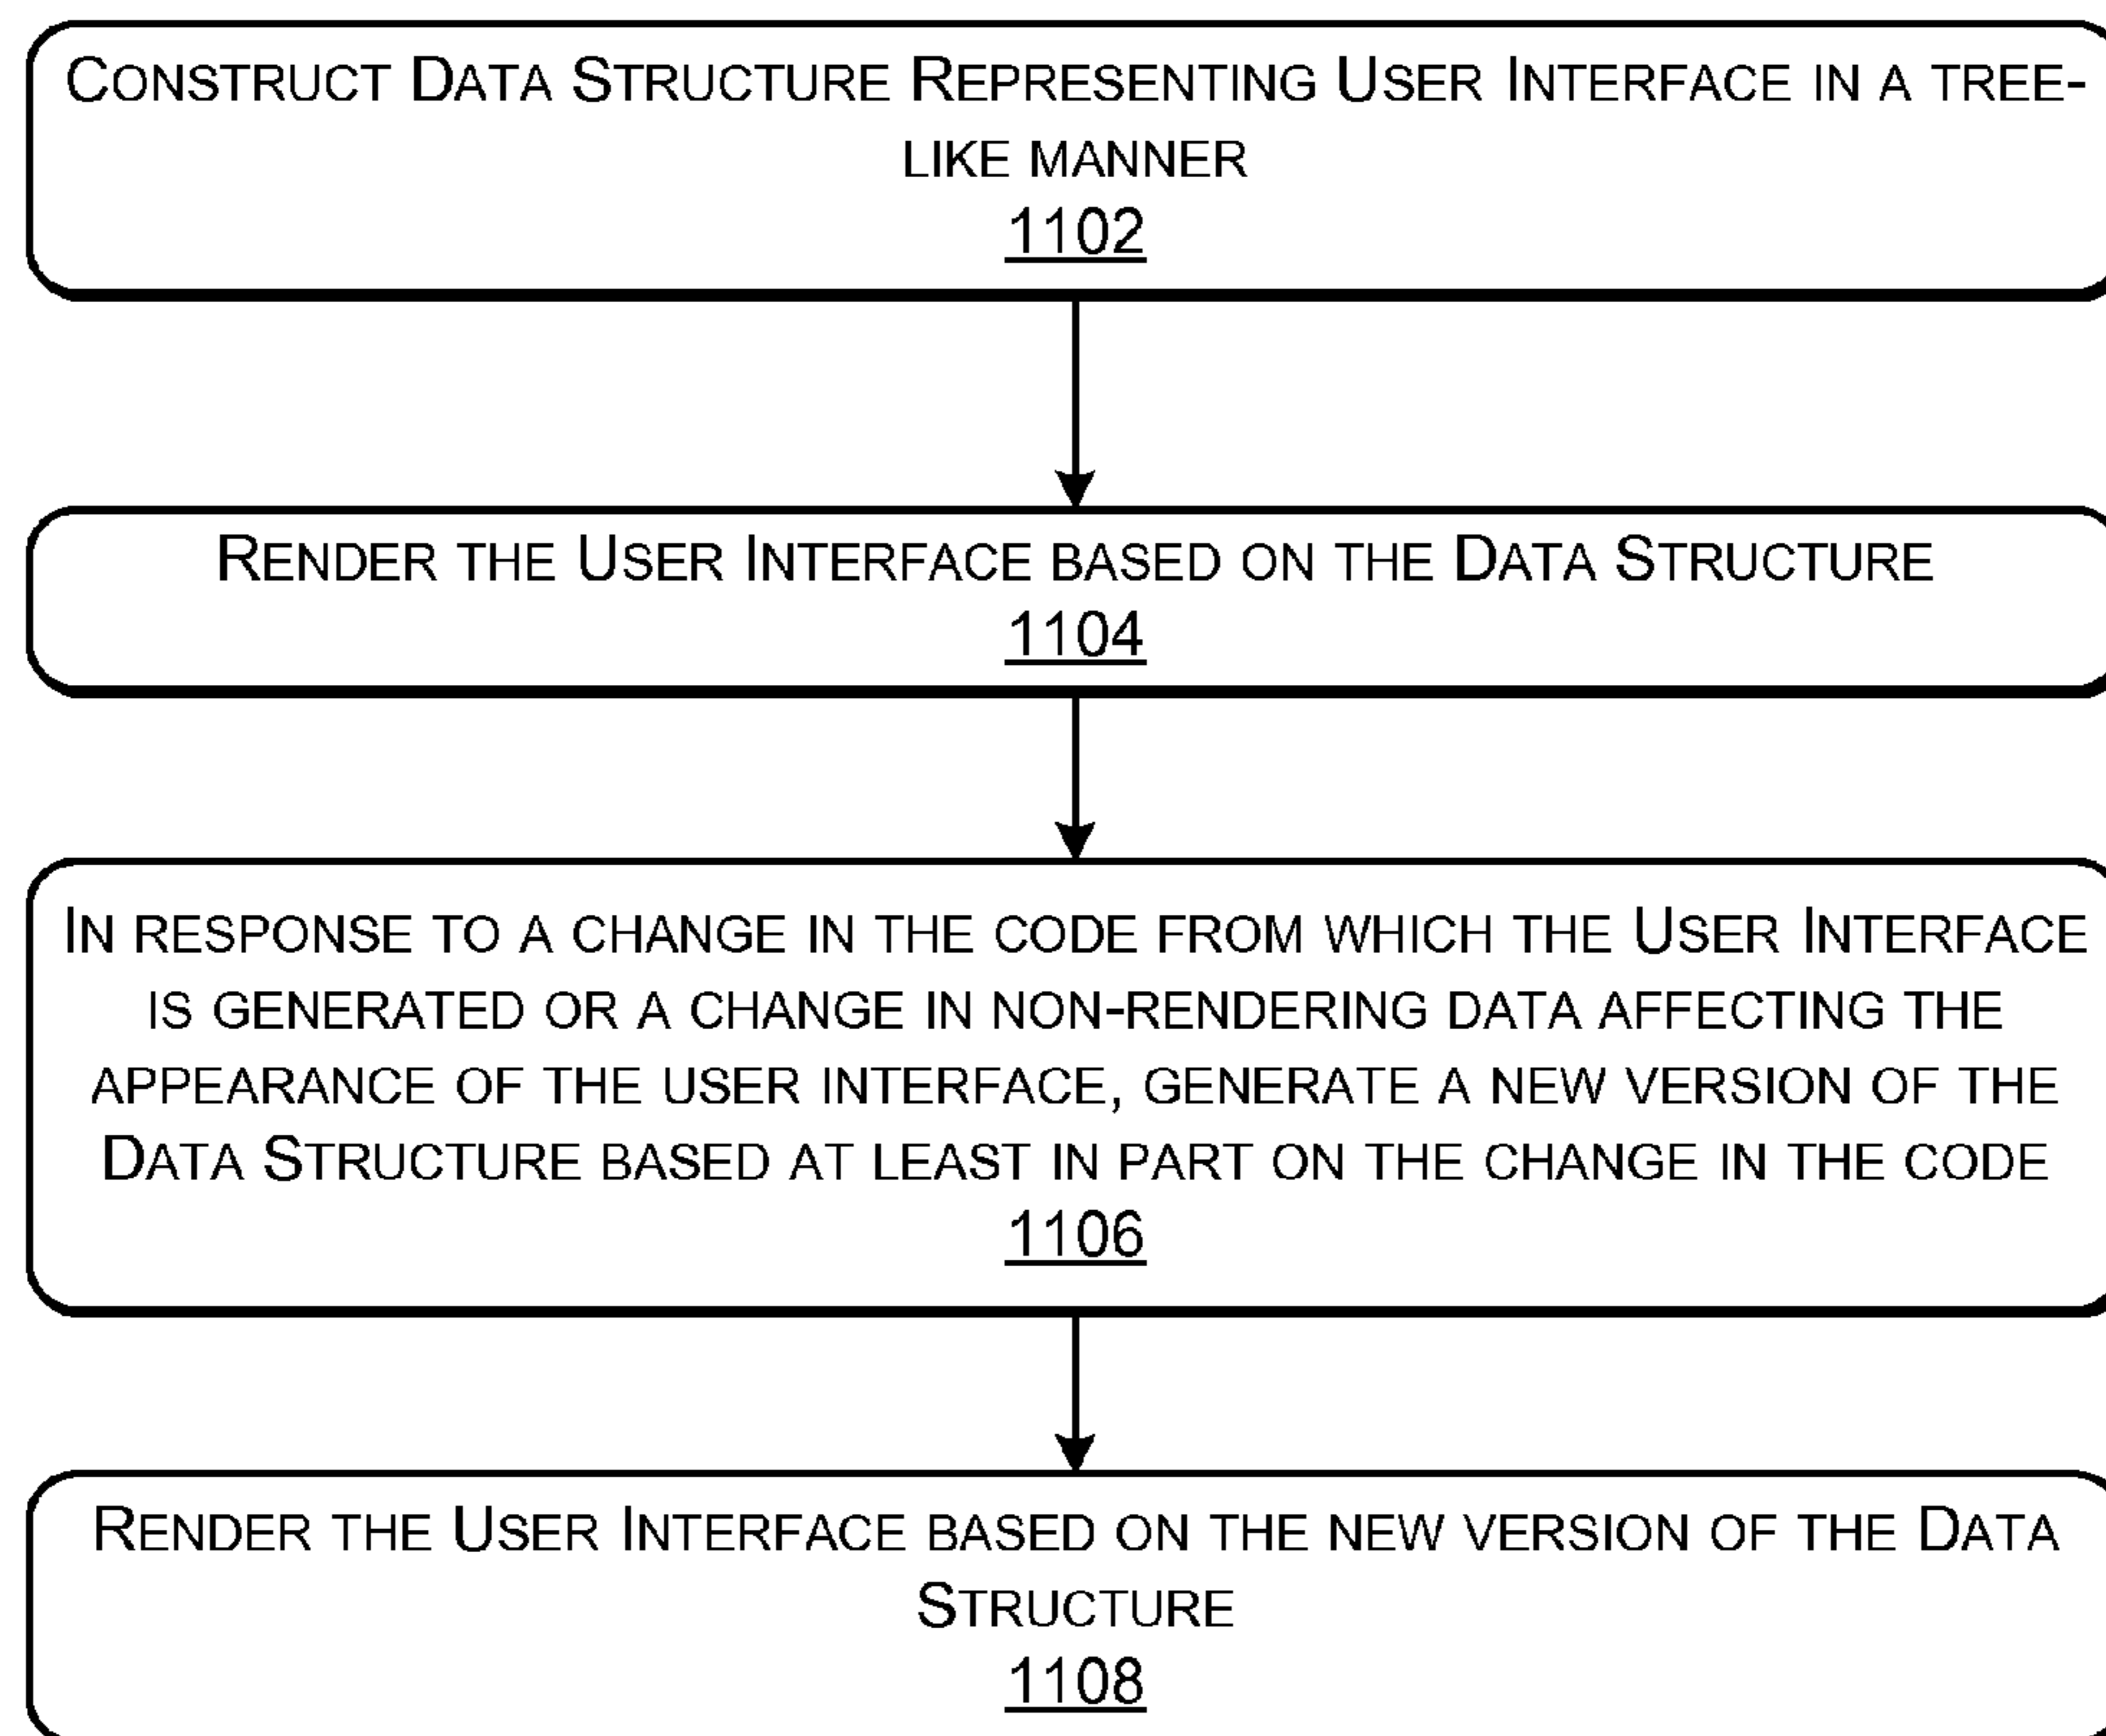 Construct Data Structure Representing User Interface in a tree-
like manner
1102
Render the User Interface based on the Data Structure
1104
In response to a change in the code from which the User Interface
is generated or a change in non-rendering data affecting the
appearance of the user interface, generate a new version of the
Data Structure based at least in part on the change in the code
1106
Render the User Interface based on the new version of the Data
Structure
1108